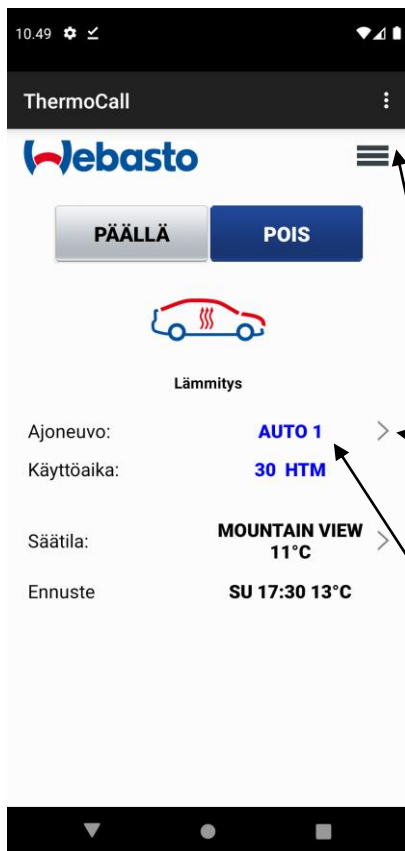 10.49
ThermoCall
Webasto
PÄÄLLÄ POIS
Lämmitys
Ajoneuvo: AUTO 1
Käyttöaika: 30 HTM
Säätila: MOUNTAIN VIEW
11°C
Ennuste SU 17:30 13°C